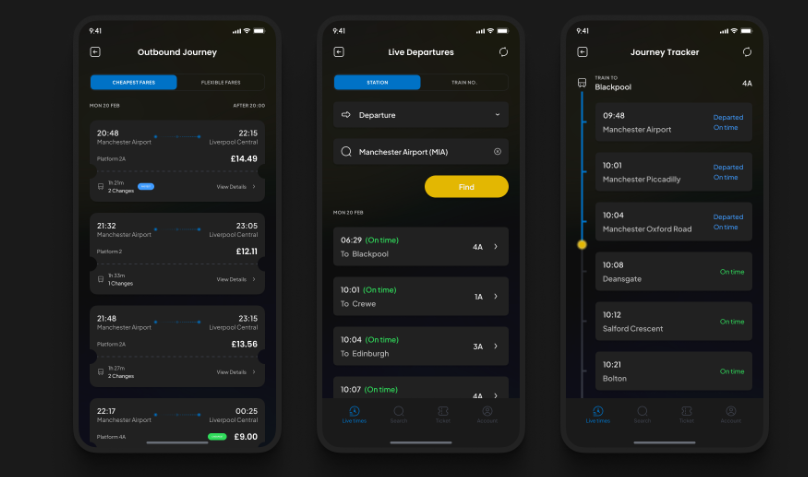 9:41
Outbound Journey
CHEAPEST FARES
FLEXIBLE FARES
MON 20 FEB
AFTER 20:00
20:48
22:15
Manchester Airport
Liverpool Central
Platform 2A
£14.49
1h 21m
2 Changes
View Details
21:32
23:05
Manchester Airport
Liverpool Central
Platform 2
£12.11
1h 33m
1 Changes
View Details
21:48
23:15
Manchester Airport
Liverpool Central
Platform 2A
£13.56
1h 27m
2 Changes
View Details
22:17
00:25
Manchester Airport
Liverpool Central
Platform 4A
£9.00
9:41
Live Departures
STATION
TRAIN NO.
Departure
Manchester Airport (MIA)
Find
MON 20 FEB
06:29 (On time)
To Blackpool
4A
10:01 (On time)
To Crewe
1A
10:04 (On time)
To Edinburgh
3A
10:07 (On time)
4A
Live times
Search
Ticket
Account
9:41
Journey Tracker
TRAIN TO
Blackpool
4A
09:48
Manchester Airport
Departed
On time
10:01
Manchester Piccadilly
Departed
On time
10:04
Manchester Oxford Road
Departed
On time
10:08
Deansgate
On time
10:12
Salford Crescent
On time
10:21
Bolton
On time
Live times
Search
Ticket
Account